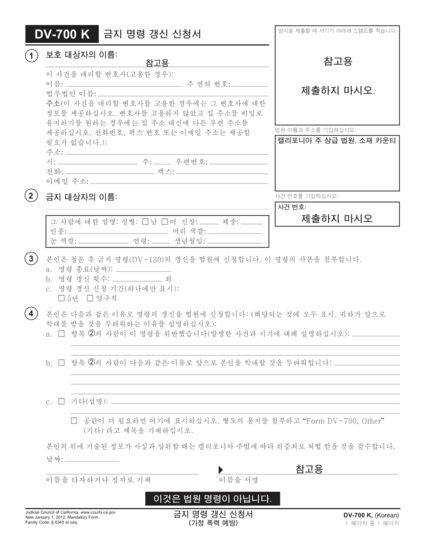 DV-700 K 금지 명령 갱신 신청서
양식을 제출할 때 서기가 아래에 스탬프를 찍습니다.
참고용
제출하지 마시오.
법원 이름과 주소를 기입하십시오:
캘리포니아 주 상급 법원, 소재 카운티
사건 번호를 기입하십시오:
사건 번호:
제출하지 마시오
1 보호 대상자의 이름:
참고용
이 사건을 대리할 변호사(고용한 경우):
이름: 주 면허 번호:
법무법인 이름:
주소(이 사건을 대리할 변호사를 고용한 경우에는 그 변호사에 대한
정보를 제공하십시오. 변호사를 고용하지 않았고 집 주소를 비밀로
유지하기를 원하는 경우에는 집 주소 대신에 다른 우편 주소를
제공하십시오. 전화번호, 팩스 번호 또는 이메일 주소는 제공할
필요가 없습니다.):
주소:
시: 주: 우편번호:
전화: 팩스:
이메일 주소:
2 금지 대상자의 이름:
그 사람에 대한 설명: 성별: 남 여 신장: 체중:
인종: 머리 색깔:
눈 색깔: 연령: 생년월일:
3 본인은 첨문 후 금지 명령(DV-130)의 갱신을 법원에 신청합니다. 이 명령의 사본을 첨부합니다.
a. 명령 종료(날짜):
b. 명령 갱신 횟수: 회
c. 명령 갱신 신청 기간(하나에만 표시):
5년 영구적
4 본인은 다음과 같은 이유로 명령의 갱신을 법원에 신청합니다: (해당되는 것에 모두 표시. 귀하가 앞으로
학대를 받을 것을 두려워하는 이유를 설명하십시오):
a. 항목 2의 사람이 이 명령을 위반했습니다(발생한 사건과 시기에 대해 설명하십시오):
b. 항목 2의 사람이 다음과 같은 이유로 앞으로 본인을 학대할 것을 두려워합니다:
c. 기타(설명):
공란이 더 필요하면 여기에 표시하십시오. 별도의 용지를 첨부하고 "Form DV-700, Other"
(기타)라고 제목을 기재하십시오.
본인의 위에 기술된 정보가 사실과 상위할 때는 캘리포니아 주법에 따라 위증죄로 처벌 받을 것을 감수합니다.
날짜:
참고용
이름을 타자하거나 정자로 기재 이름을 서명
이것은 법원 명령이 아닙니다.
Judicial Council of California, www.courts.ca.gov
New January 1, 2012, Mandatory Form
Family Code, § 6345 et seq.
금지 명령 갱신 신청서
(가정 폭력 예방)
DV-700 K, (Korean)
1 페이지 중 1 페이지